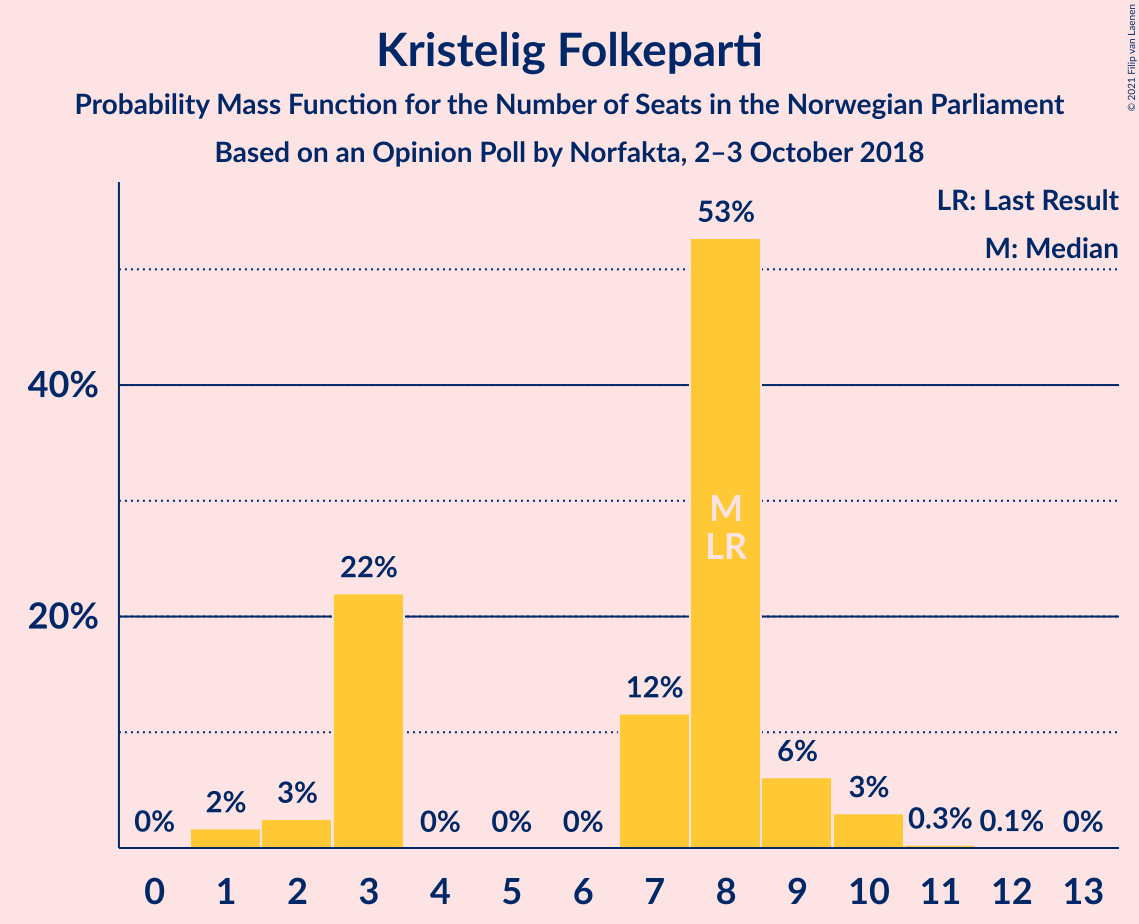 Kristelig Folkeparti
Probability Mass Function for the Number of Seats in the Norwegian Parliament
Based on an Opinion Poll by Norfakta, 2–3 October 2018
© 2021 Filip van Laenen
LR: Last Result
M: Median
53%
40%
M
LR
22%
20%
12%
6%
0% 2% 3% 0% 0% 0% 3% 0.3% 0.1% 0%
0 1 2 3 4 5 6 7 8 9 10 11 12 13